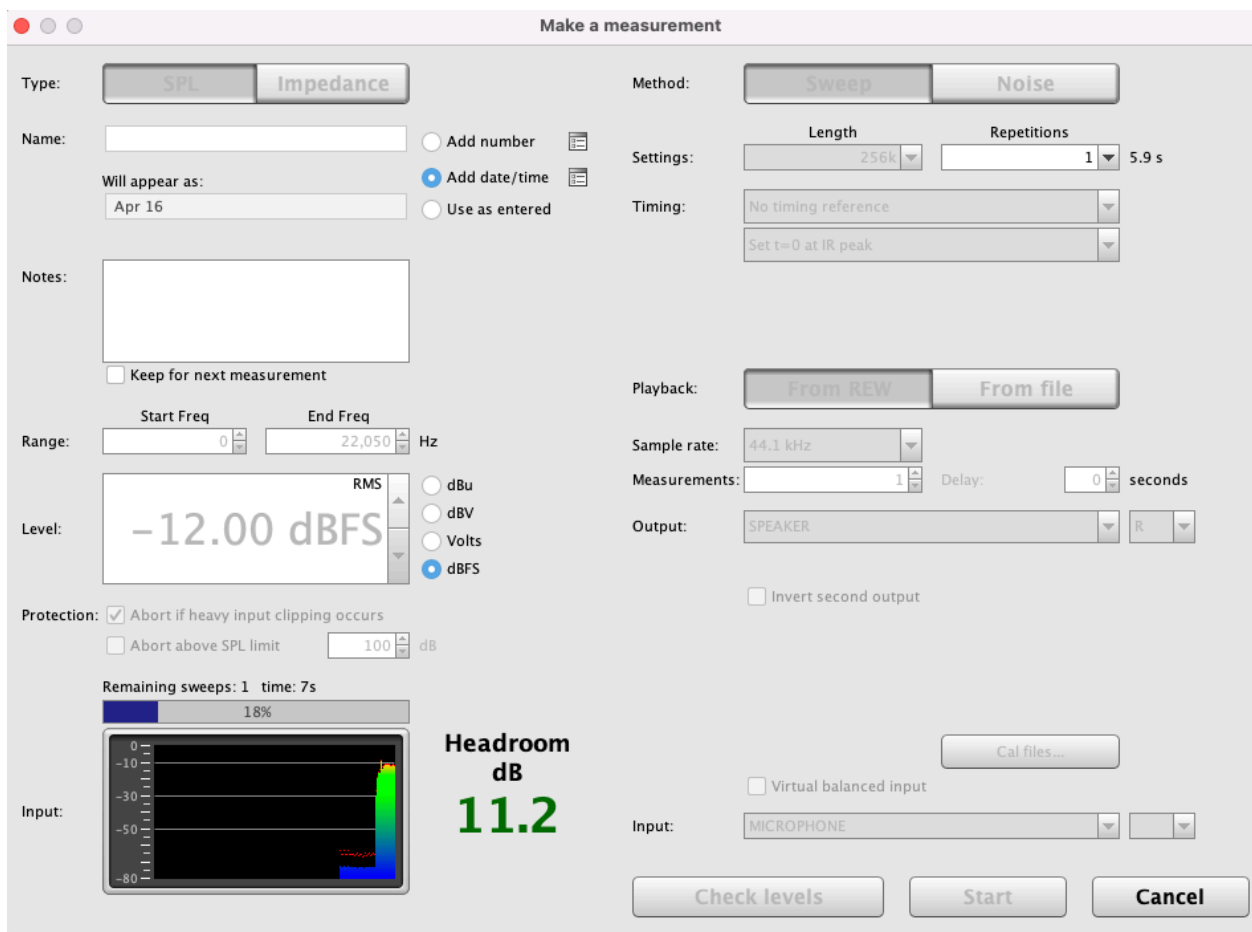 Make a measurement
Type:
SPL
Impedance
Name:
Add number
Add date/time
Use as entered
Will appear as:
Apr 16
Notes:
Keep for next measurement
Start Freq
End Freq
Range:
0
22,050
Hz
Level:
RMS
-12.00 dBFS
dBu
dBV
Volts
dBFS
Protection:
Abort if heavy input clipping occurs
Abort above SPL limit
100
dB
Remaining sweeps: 1 time: 7s
18%
Input:
0
-10
-30
-50
-80
Headroom
dB
11.2
Method:
Sweep
Noise
Length
Repetitions
Settings:
256k
1
5.9 s
Timing:
No timing reference
Set t=0 at IR peak
Playback:
From REW
From file
Sample rate:
44.1 kHz
Measurements:
1
Delay:
0
seconds
Output:
SPEAKER
R
Invert second output
Cal files...
Virtual balanced input
Input:
MICROPHONE
Check levels
Start
Cancel